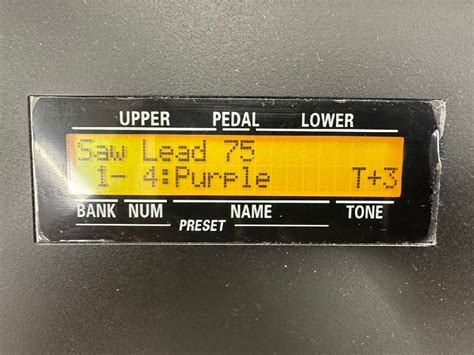 UPPER PEDAL LOWER
Saw Lead 75
1- 4:Purple T+3
BANK NUM NAME TONE
PRESET